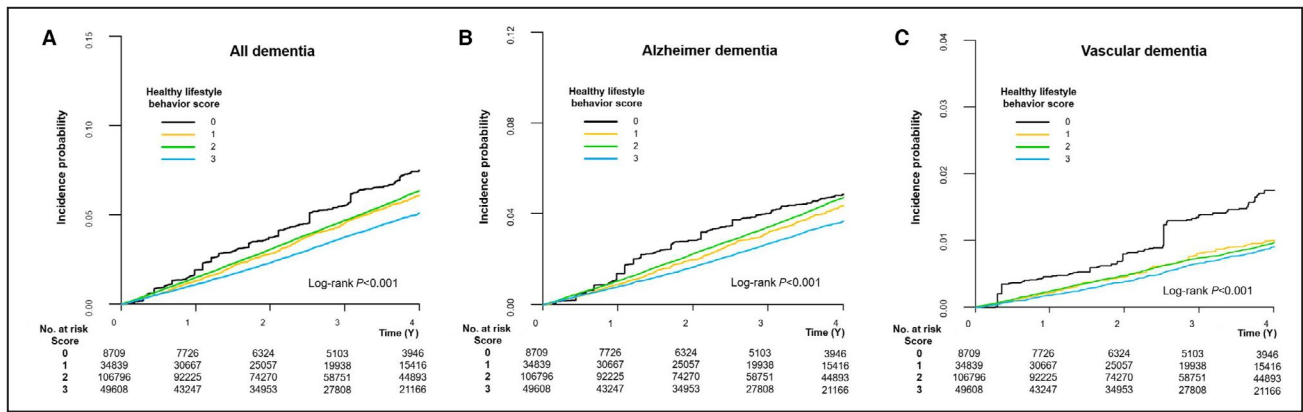 A
All dementia
Incidence probability
0.15
0.10
0.05
0.00
Healthy lifestyle
behavior score
0
1
2
3
Log-rank P<0.001
0 1 2 3 4
Time (Y)
No. at risk
Score
0 8709 7726 6324 5103 3946
1 34839 30667 25057 19938 15416
2 106796 92225 74270 58751 44893
3 49608 43247 34953 27808 21166
B
Alzheimer dementia
Incidence probability
0.12
0.08
0.04
0.00
Healthy lifestyle
behavior score
0
1
2
3
Log-rank P<0.001
0 1 2 3 4
Time (Y)
No. at risk
Score
0 8709 7726 6324 5103 3946
1 34839 30667 25057 19938 15416
2 106796 92225 74270 58751 44893
3 49608 43247 34953 27808 21166
C
Vascular dementia
Incidence probability
0.04
0.03
0.02
0.01
0.00
Healthy lifestyle
behavior score
0
1
2
3
Log-rank P<0.001
0 1 2 3 4
Time (Y)
No. at risk
Score
0 8709 7726 6324 5103 3946
1 34839 30667 25057 19938 15416
2 106796 92225 74270 58751 44893
3 49608 43247 34953 27808 21166